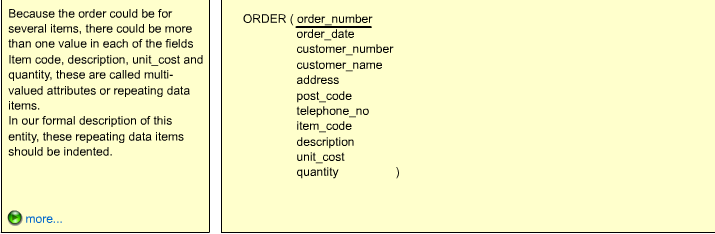 Because the order could be for
several items, there could be more
than one value in each of the fields
Item code, description, unit_cost and
quantity, these are called multi-
valued attributes or repeating data
items.
In our formal description of this
entity, these repeating data items
should be indented.
more...
ORDER ( order_number
order_date
customer_number
customer_name
address
post_code
telephone_no
item_code
description
unit_cost
quantity )